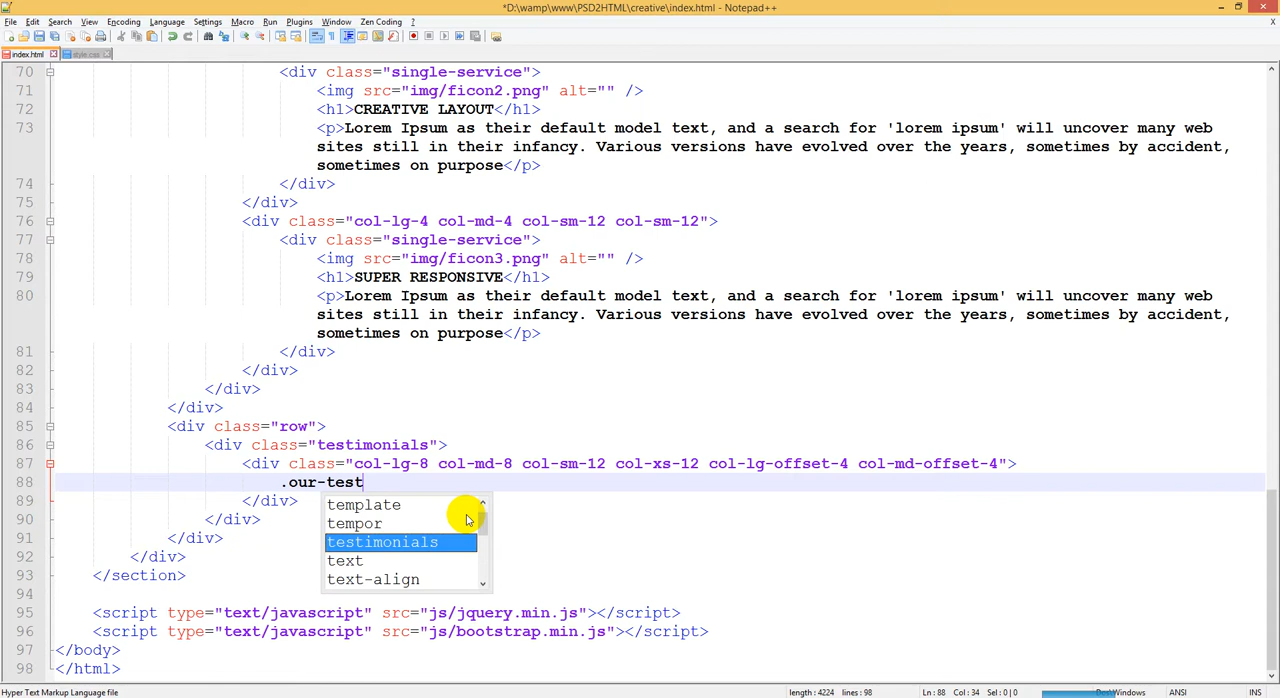 *D:\wamp\www\PSD2HTML\creative\index.html - Notepad++
File Edit Search View Encoding Language Settings Macro Run Plugins Window Zen Coding ?
index.html style.css
70 <div class="single-service">
71 <img src="img/ficon2.png" alt="" />
72 <h1>CREATIVE LAYOUT</h1>
73 <p>Lorem Ipsum as their default model text, and a search for 'lorem ipsum' will uncover many web
sites still in their infancy. Various versions have evolved over the years, sometimes by accident,
sometimes on purpose</p>
74 </div>
75 </div>
76 <div class="col-lg-4 col-md-4 col-sm-12 col-sm-12">
77 <div class="single-service">
78 <img src="img/ficon3.png" alt="" />
79 <h1>SUPER RESPONSIVE</h1>
80 <p>Lorem Ipsum as their default model text, and a search for 'lorem ipsum' will uncover many web
sites still in their infancy. Various versions have evolved over the years, sometimes by accident,
sometimes on purpose</p>
81 </div>
82 </div>
83 </div>
84 </div>
85 <div class="row">
86 <div class="testimonials">
87 <div class="col-lg-8 col-md-8 col-sm-12 col-xs-12 col-lg-offset-4 col-md-offset-4">
88 .our-test
89 </div>
template
90 </div>
tempor
91 </div>
testimonials
92 </div>
text
93 </section>
text-align
94
95 <script type="text/javascript" src="js/jquery.min.js"></script>
96 <script type="text/javascript" src="js/bootstrap.min.js"></script>
97 </body>
98 </html>
Hyper Text Markup Language file length : 4224 lines : 98 Ln : 88 Col : 34 Sel : 0 | 0 Dos\Windows ANSI INS